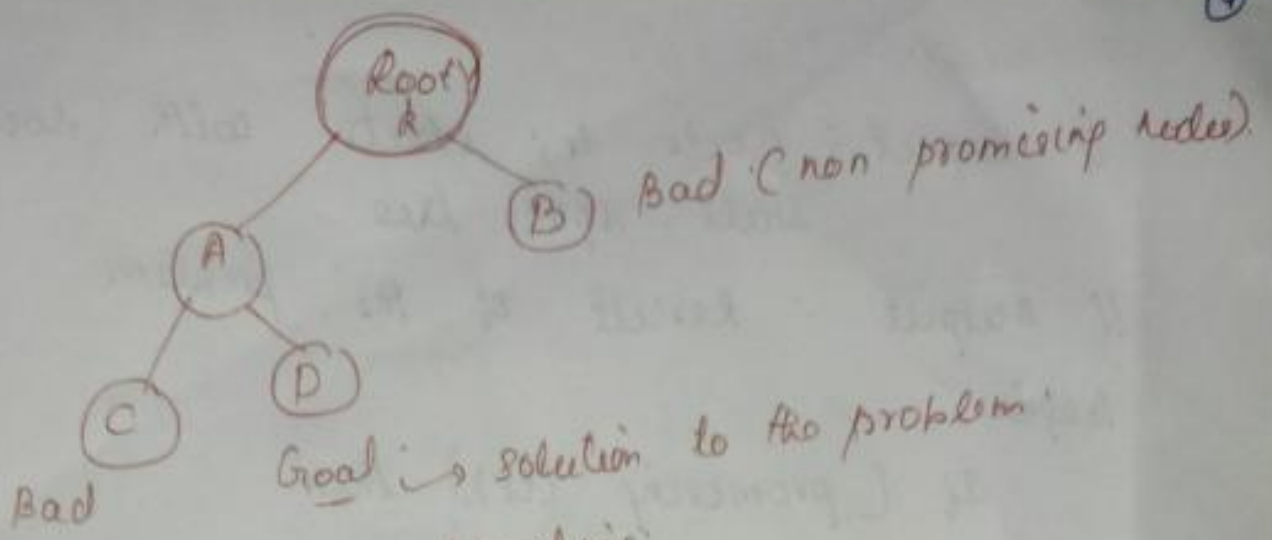 Root
R
B Bad (non promising nodes).
A
D
C
Goal → solution to the problem
Bad